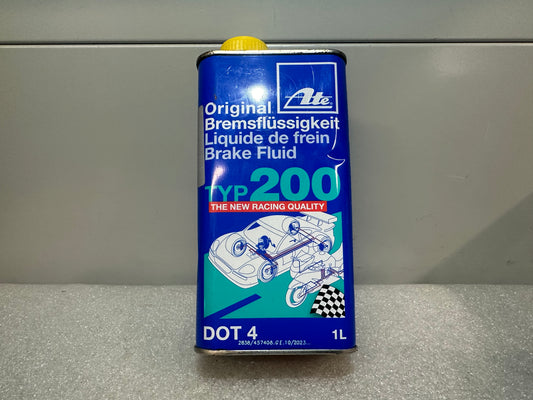 Ate
Original
Bremsflüssigkeit
Liquide de frein
Brake Fluid
TYP 200
THE NEW RACING QUALITY
DOT 4
1L